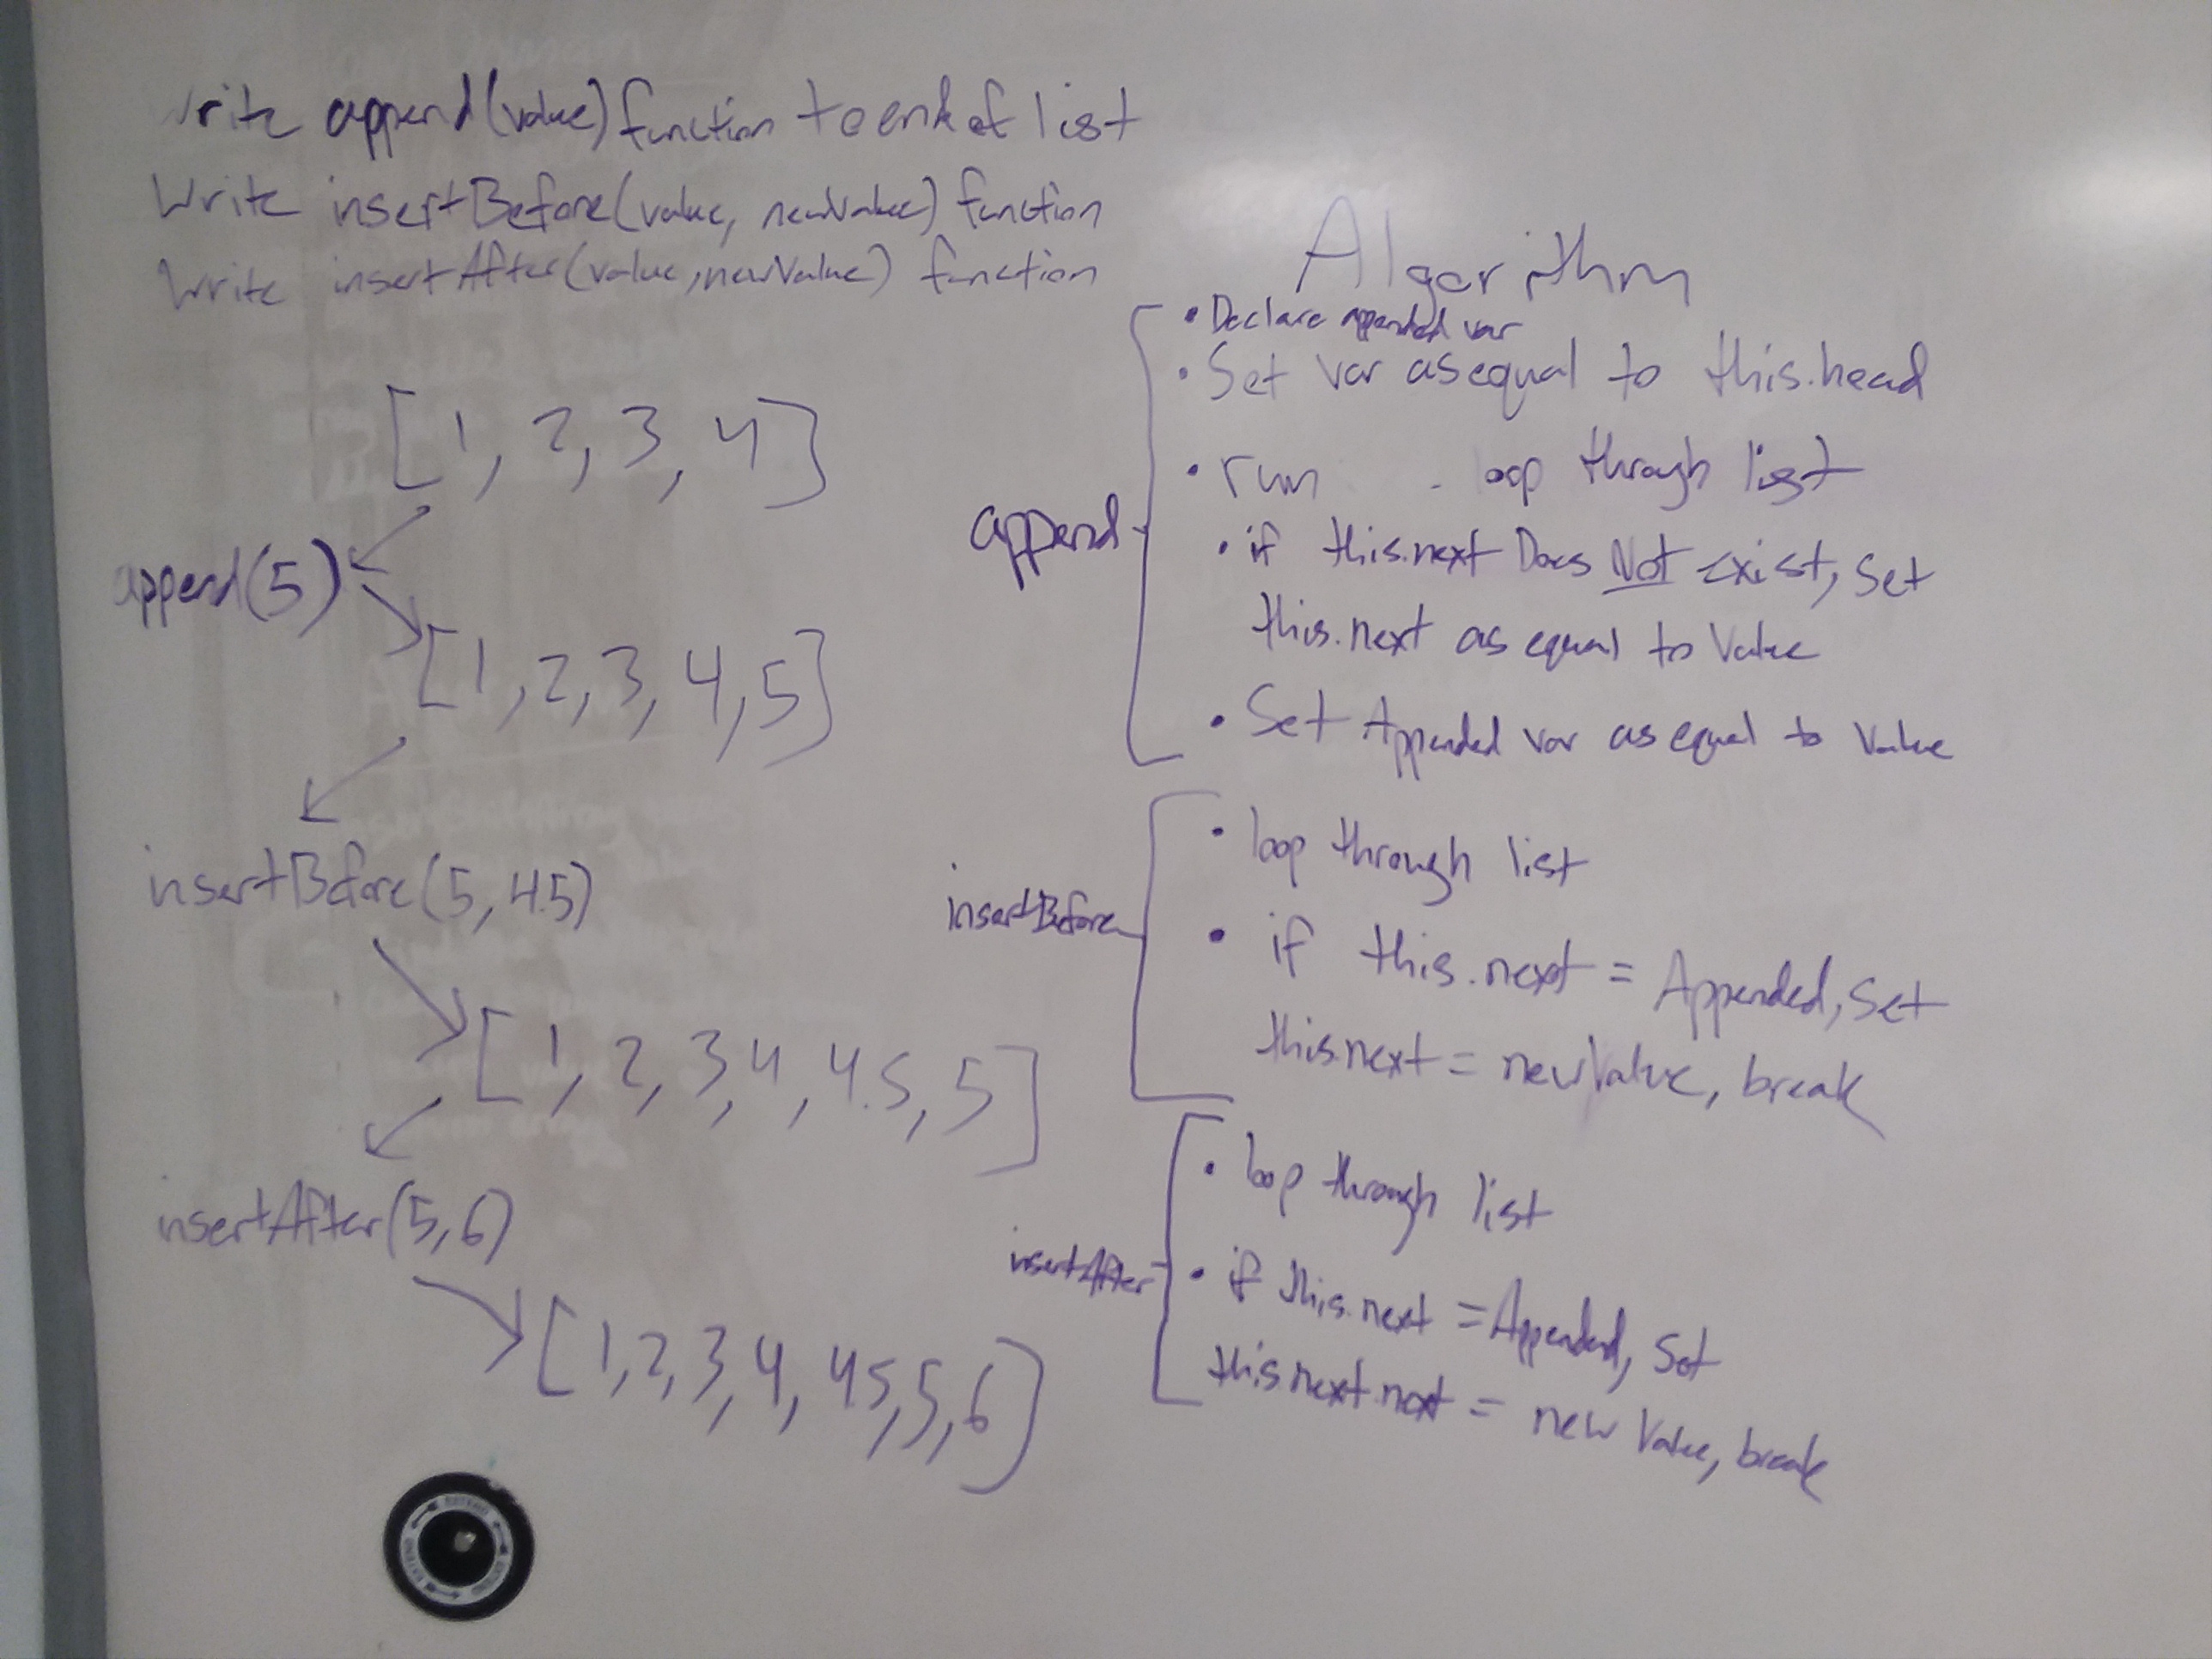 Write append(value) function to end of list
Write insertBefore(value, newValue) function
Write insertAfter(value, newValue) function
[1, 2, 3, 4]
append(5)
[1, 2, 3, 4, 5]
insertBefore(5, 4.5)
[1, 2, 3, 4, 4.5, 5]
insertAfter(5, 6)
[1, 2, 3, 4, 4.5, 5, 6]
Algorithm
append
• Declare appended var
• Set var as equal to this.head
• run loop through list
• if this.next Does Not exist, set
this.next as equal to Value
• Set Appended var as equal to Value
insertBefore
• loop through list
• if this.next = Appended, set
this.next = newValue, break
insertAfter
• loop through list
• if this.next = Appended, Set
this.next.next = new Value, break